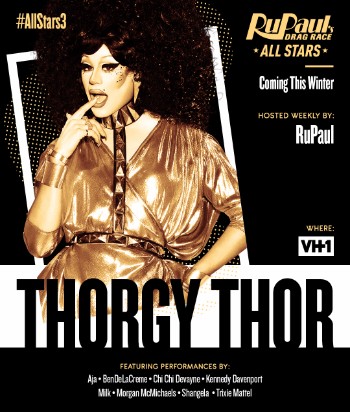 #AllStars3
RuPaul's
DRAG RACE
★ ALL STARS ★
Coming This Winter
HOSTED WEEKLY BY:
RuPaul
WHERE:
VH1
THORGY THOR
FEATURING PERFORMANCES BY:
Aja • BenDeLaCreme • Chi Chi Devayne • Kennedy Davenport
Milk • Morgan McMichaels • Shangela • Trixie Mattel